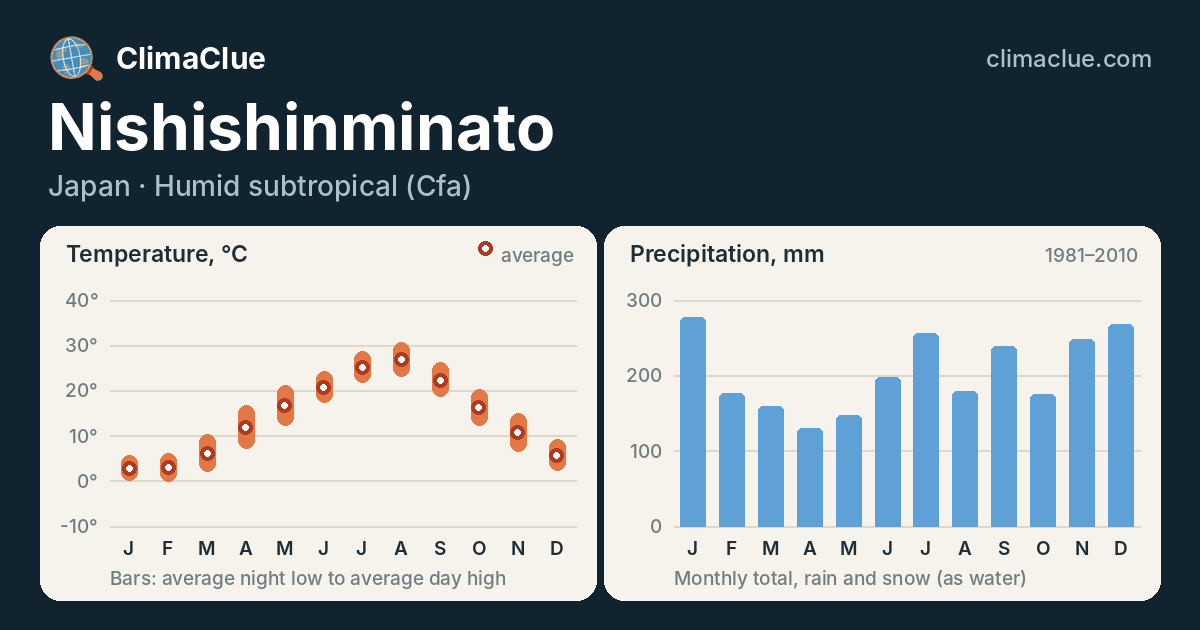 ClimaClue
climaclue.com
Nishishinminato
Japan · Humid subtropical (Cfa)
Temperature, °C
average
40°
30°
20°
10°
0°
-10°
J F M A M J J A S O N D
Bars: average night low to average day high
Precipitation, mm
1981–2010
300
200
100
0
J F M A M J J A S O N D
Monthly total, rain and snow (as water)